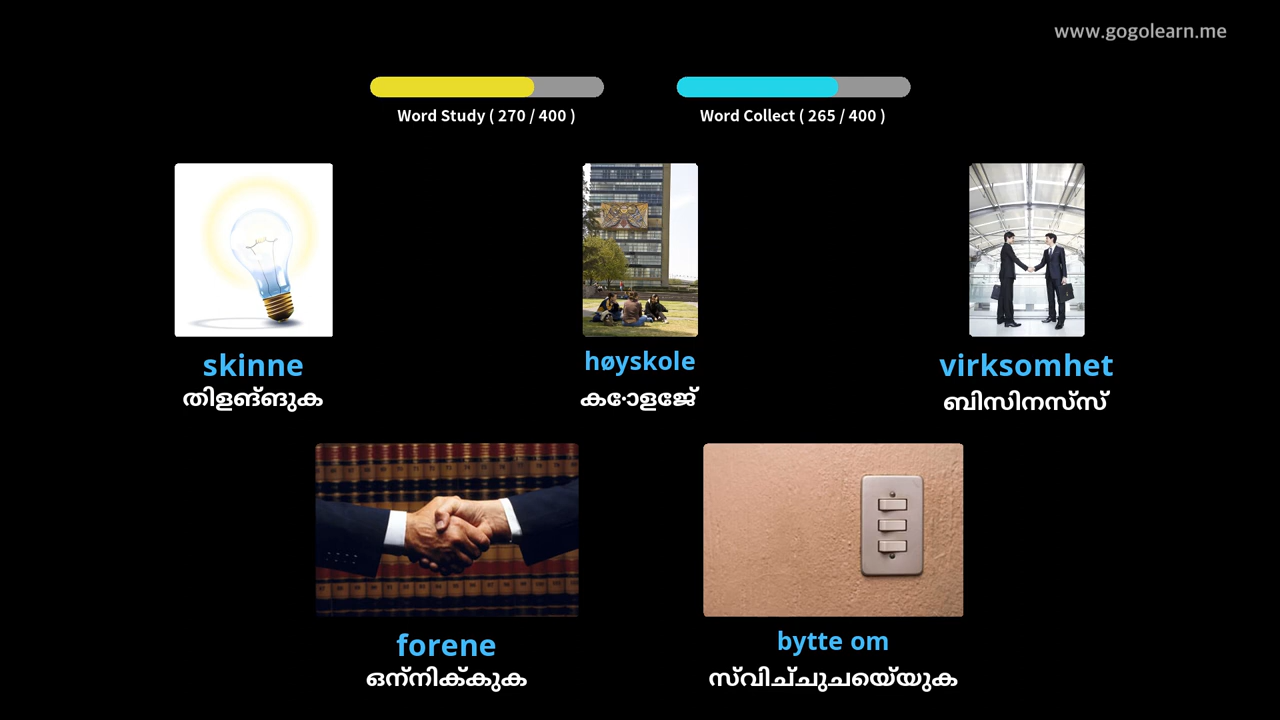 www.gogolearn.me
Word Study ( 270 / 400 )
Word Collect ( 265 / 400 )
skinne
തിളങ്ങുക
høyskole
കോളജേ്
virksomhet
ബിസിനസ്സ്
forene
ഒന്നിക്കുക
bytte om
സ്വിച്ചുചയെ്യുക